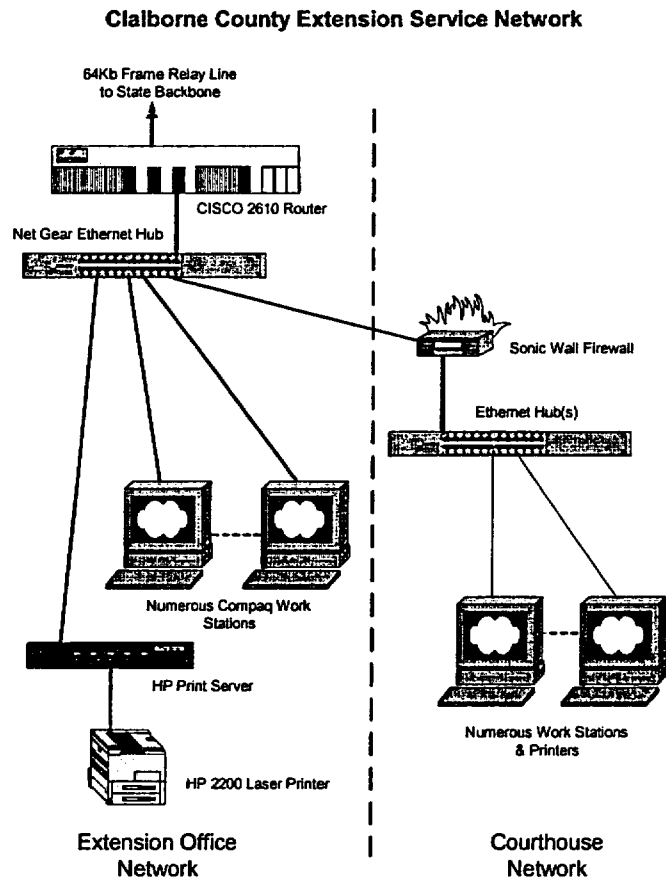 Claiborne County Extension Service Network
64Kb Frame Relay Line
to State Backbone
CISCO 2610 Router
Net Gear Ethernet Hub
Sonic Wall Firewall
Ethernet Hub(s)
Numerous Compaq Work
Stations
HP Print Server
HP 2200 Laser Printer
Numerous Work Stations
& Printers
Extension Office
Network
Courthouse
Network